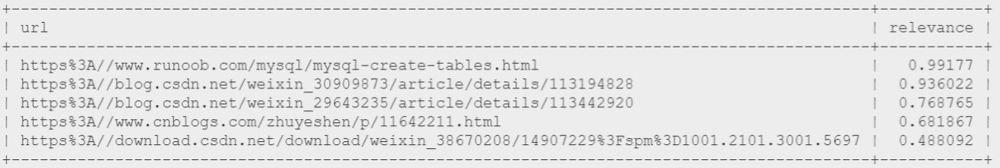 +--------------------------------------------------------------------------------------------+-----------+
| url                                                                                        | relevance |
+--------------------------------------------------------------------------------------------+-----------+
| https%3A//www.runoob.com/mysql/mysql-create-tables.html                                    |   0.99177 |
| https%3A//blog.csdn.net/weixin_30909873/article/details/113194828                          |  0.936022 |
| https%3A//blog.csdn.net/weixin_29643235/article/details/113442920                          |  0.768765 |
| https%3A//www.cnblogs.com/zhuyeshen/p/11642211.html                                        |  0.681867 |
| https%3A//download.csdn.net/download/weixin_38670208/14907229%3Fspm%3D1001.2101.3001.5697 |  0.488092 |
+--------------------------------------------------------------------------------------------+-----------+